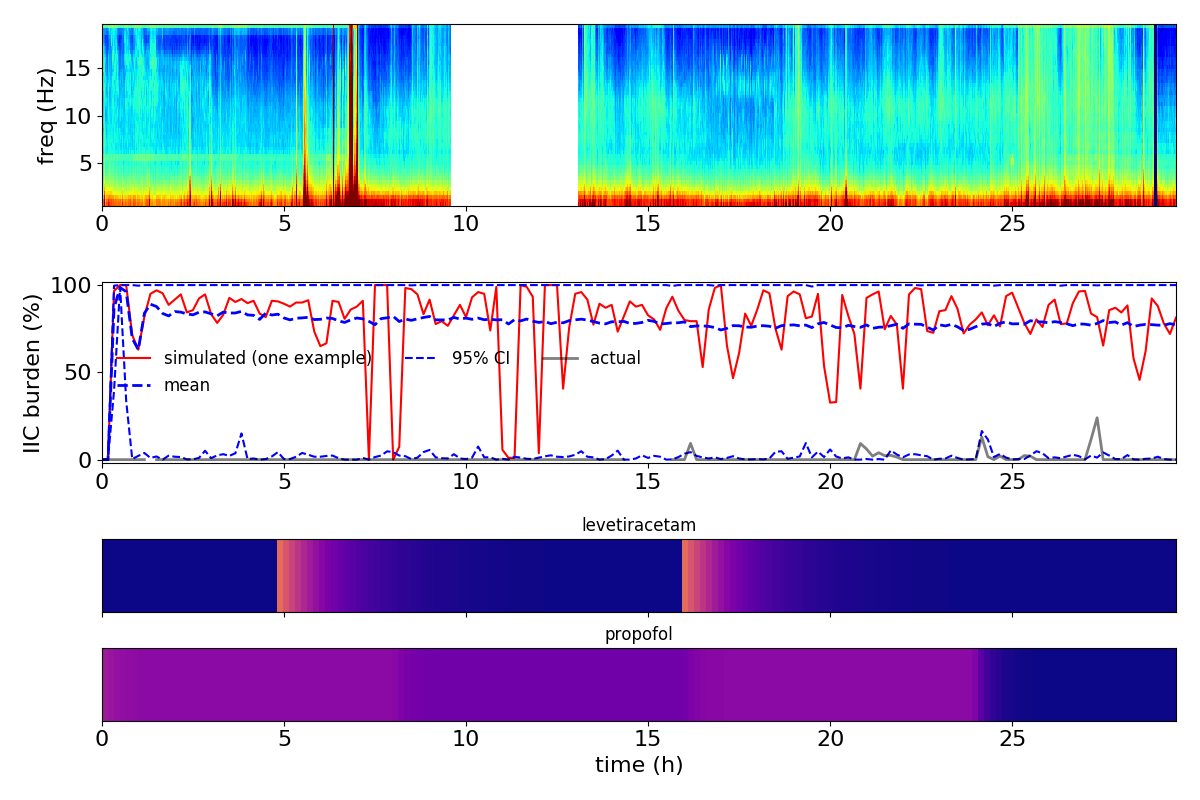 freq (Hz)
15
10
5
0 5 10 15 20 25
IIC burden (%)
100
50
0
simulated (one example) 95% CI actual
mean
0 5 10 15 20 25
levetiracetam
propofol
0 5 10 15 20 25
time (h)